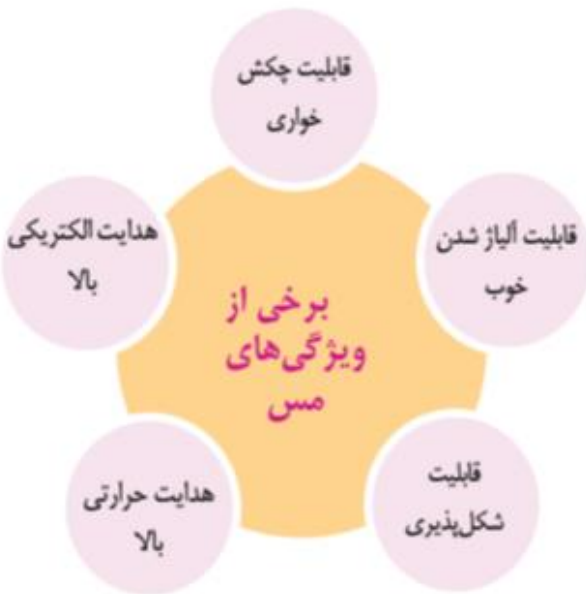 قابلیت چکش
خواری
قابلیت آلیاژ شدن
خوب
قابلیت
شکل‌پذیری
هدایت حرارتی
بالا
هدایت الکتریکی
بالا
برخی از
ویژگی‌های
مس